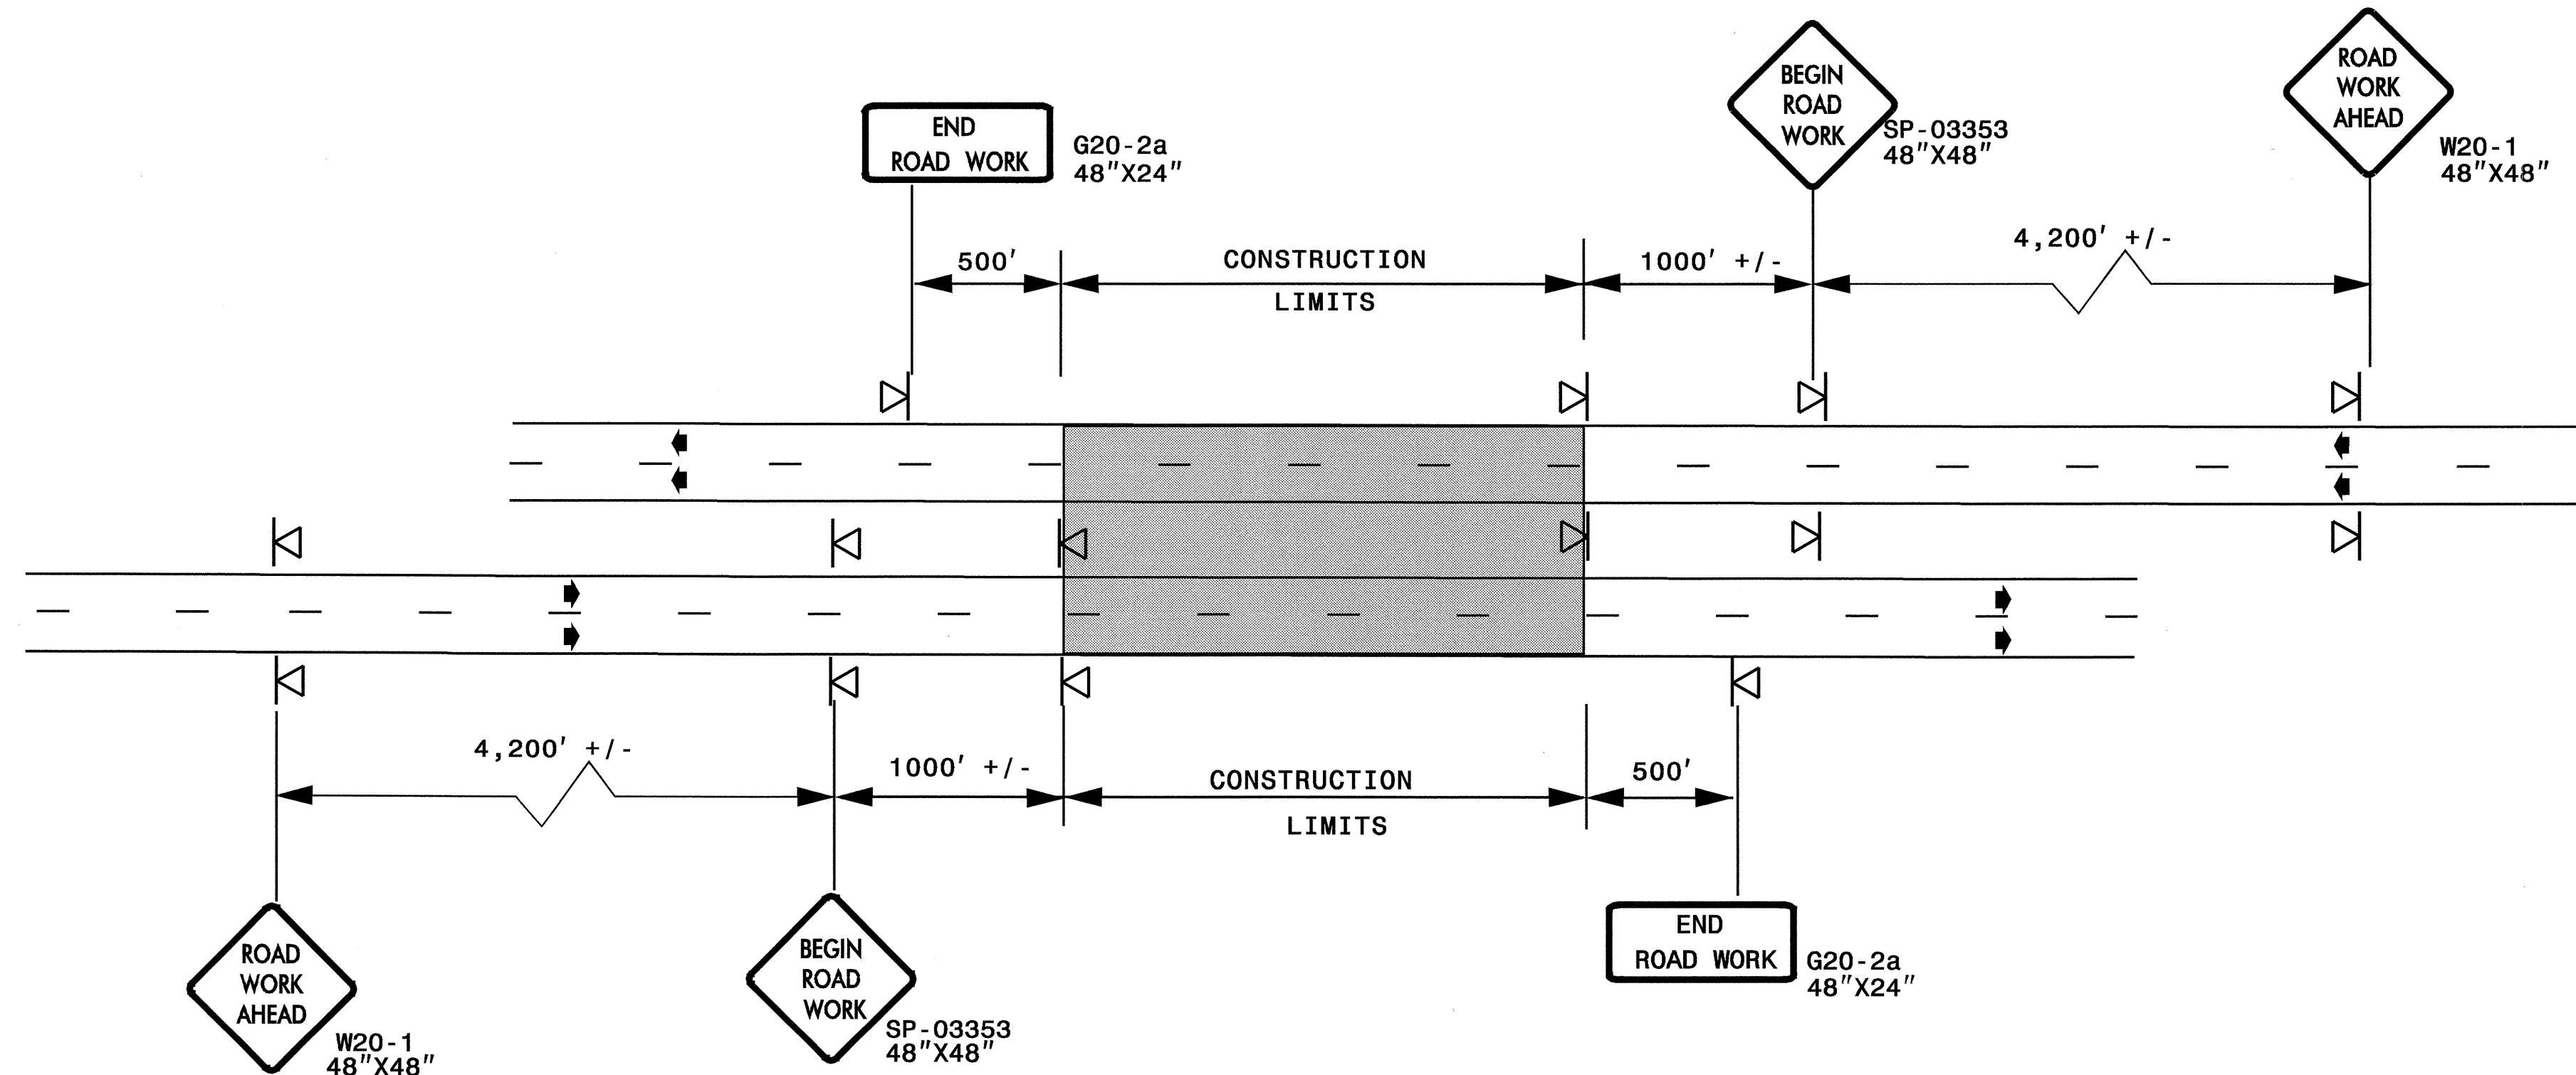 ROAD
WORK
AHEAD
W20-1
48"X48"
BEGIN
ROAD
WORK
SP-03353
48"X48"
END
ROAD WORK
G20-2a
48"X24"
500'
CONSTRUCTION
LIMITS
1000' +/-
4,200' +/-
4,200' +/-
1000' +/-
CONSTRUCTION
LIMITS
500'
ROAD
WORK
AHEAD
W20-1
48"X48"
BEGIN
ROAD
WORK
SP-03353
48"X48"
END
ROAD WORK
G20-2a
48"X24"